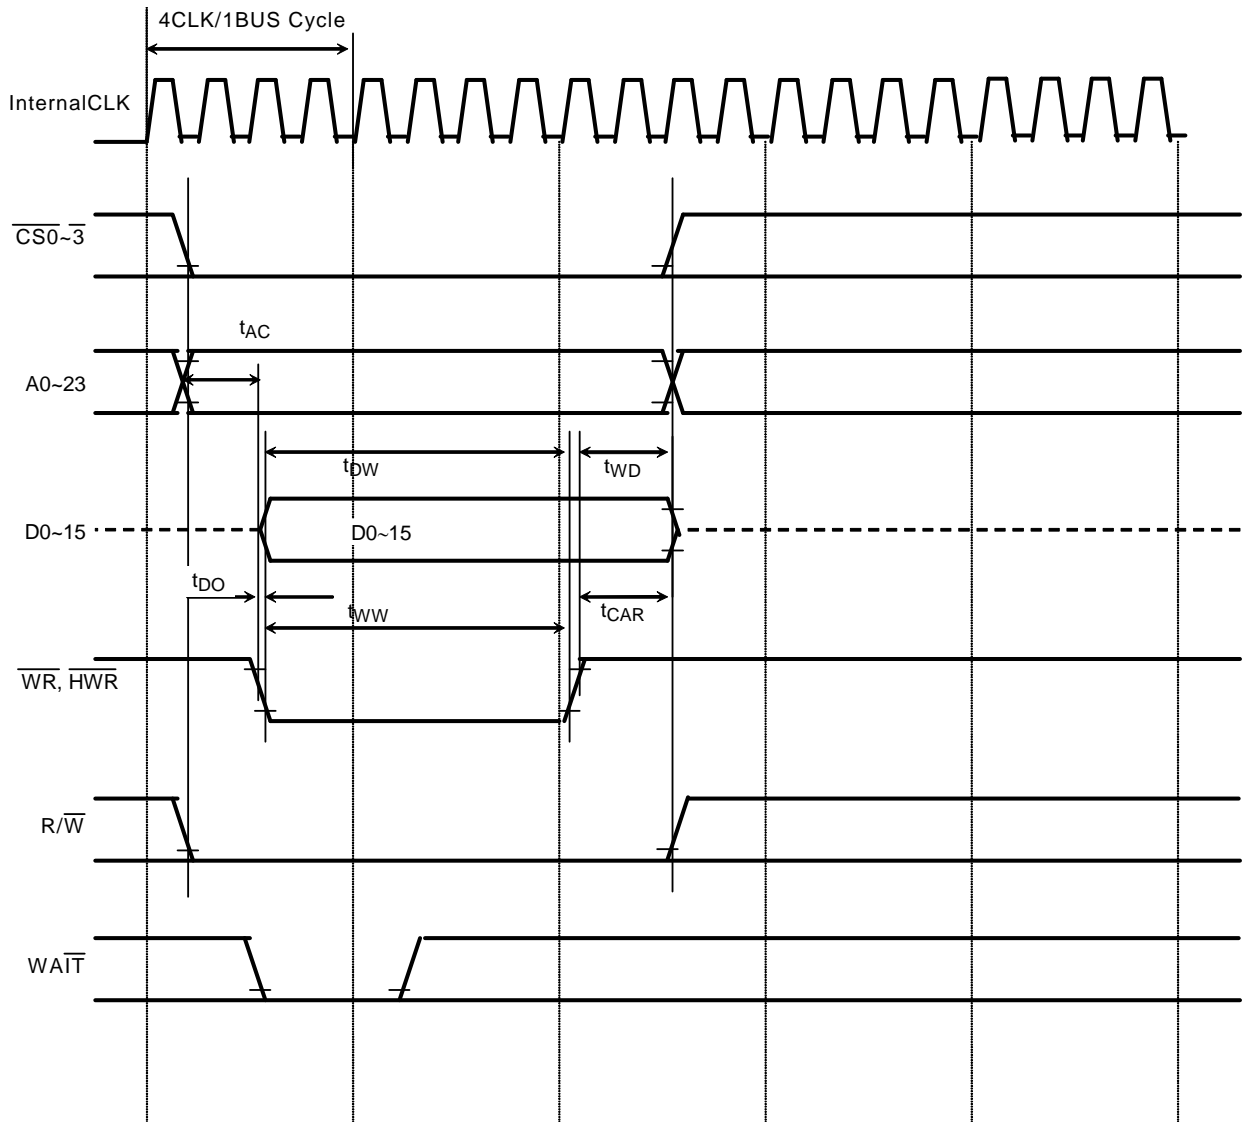 4CLK/1BUS Cycle
InternalCLK
CS0~3
tAC
A0~23
tDW
tWD
D0~15
D0~15
tDO
tWW
tCAR
WR, HWR
R/W
WAIT